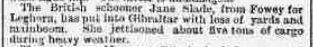 The British schooner Jane Slade, from Fowey for
Leghorn, has put into Gibraltar with loss of yards and
mainboom. She jettisoned about five tons of cargo
during heavy weather.